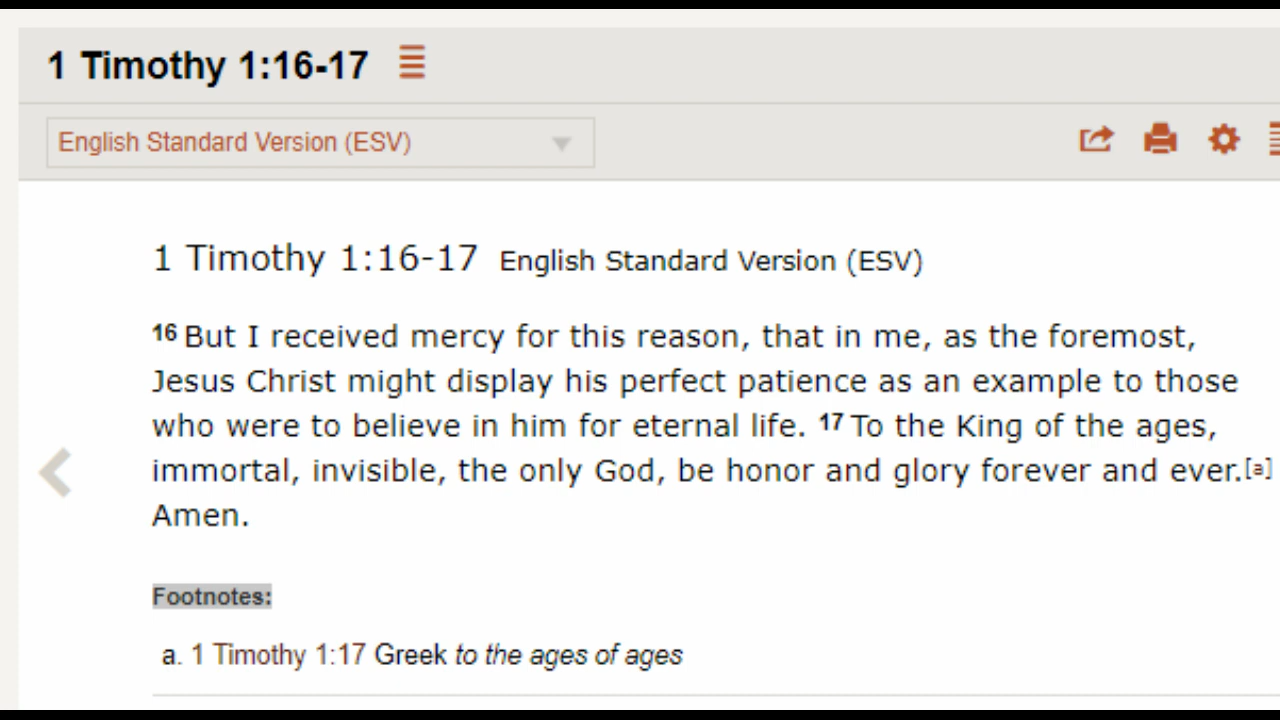 1 Timothy 1:16-17
English Standard Version (ESV)
1 Timothy 1:16-17 English Standard Version (ESV)
16 But I received mercy for this reason, that in me, as the foremost,
Jesus Christ might display his perfect patience as an example to those
who were to believe in him for eternal life. 17 To the King of the ages,
immortal, invisible, the only God, be honor and glory forever and ever.[a]
Amen.
Footnotes:
a. 1 Timothy 1:17 Greek to the ages of ages